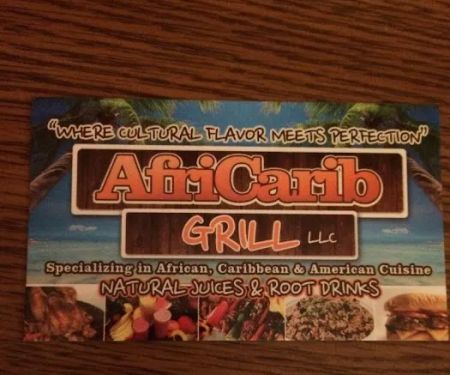 "WHERE CULTURAL FLAVOR MEETS PERFECTION"
AfriCarib
GRILL LLC
Specializing in African, Caribbean & American Cuisine
NATURAL JUICES & ROOT DRINKS